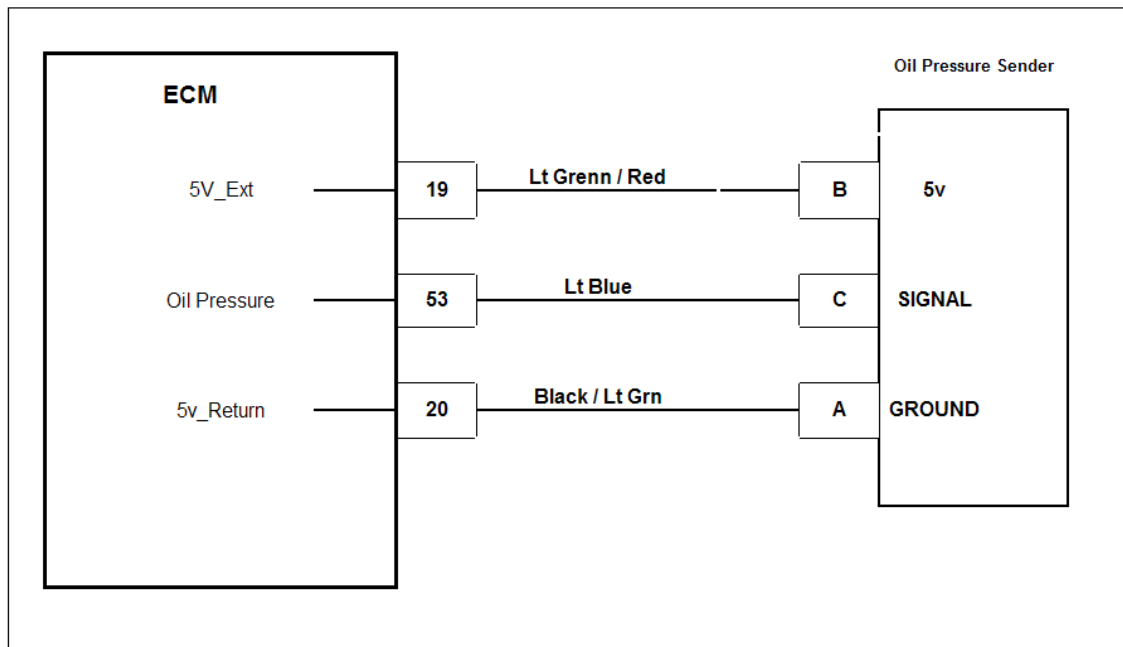 Oil Pressure Sender
ECM
5V_Ext
19
Lt Grenn / Red
B
5v
Oil Pressure
53
Lt Blue
C
SIGNAL
5v_Return
20
Black / Lt Grn
A
GROUND